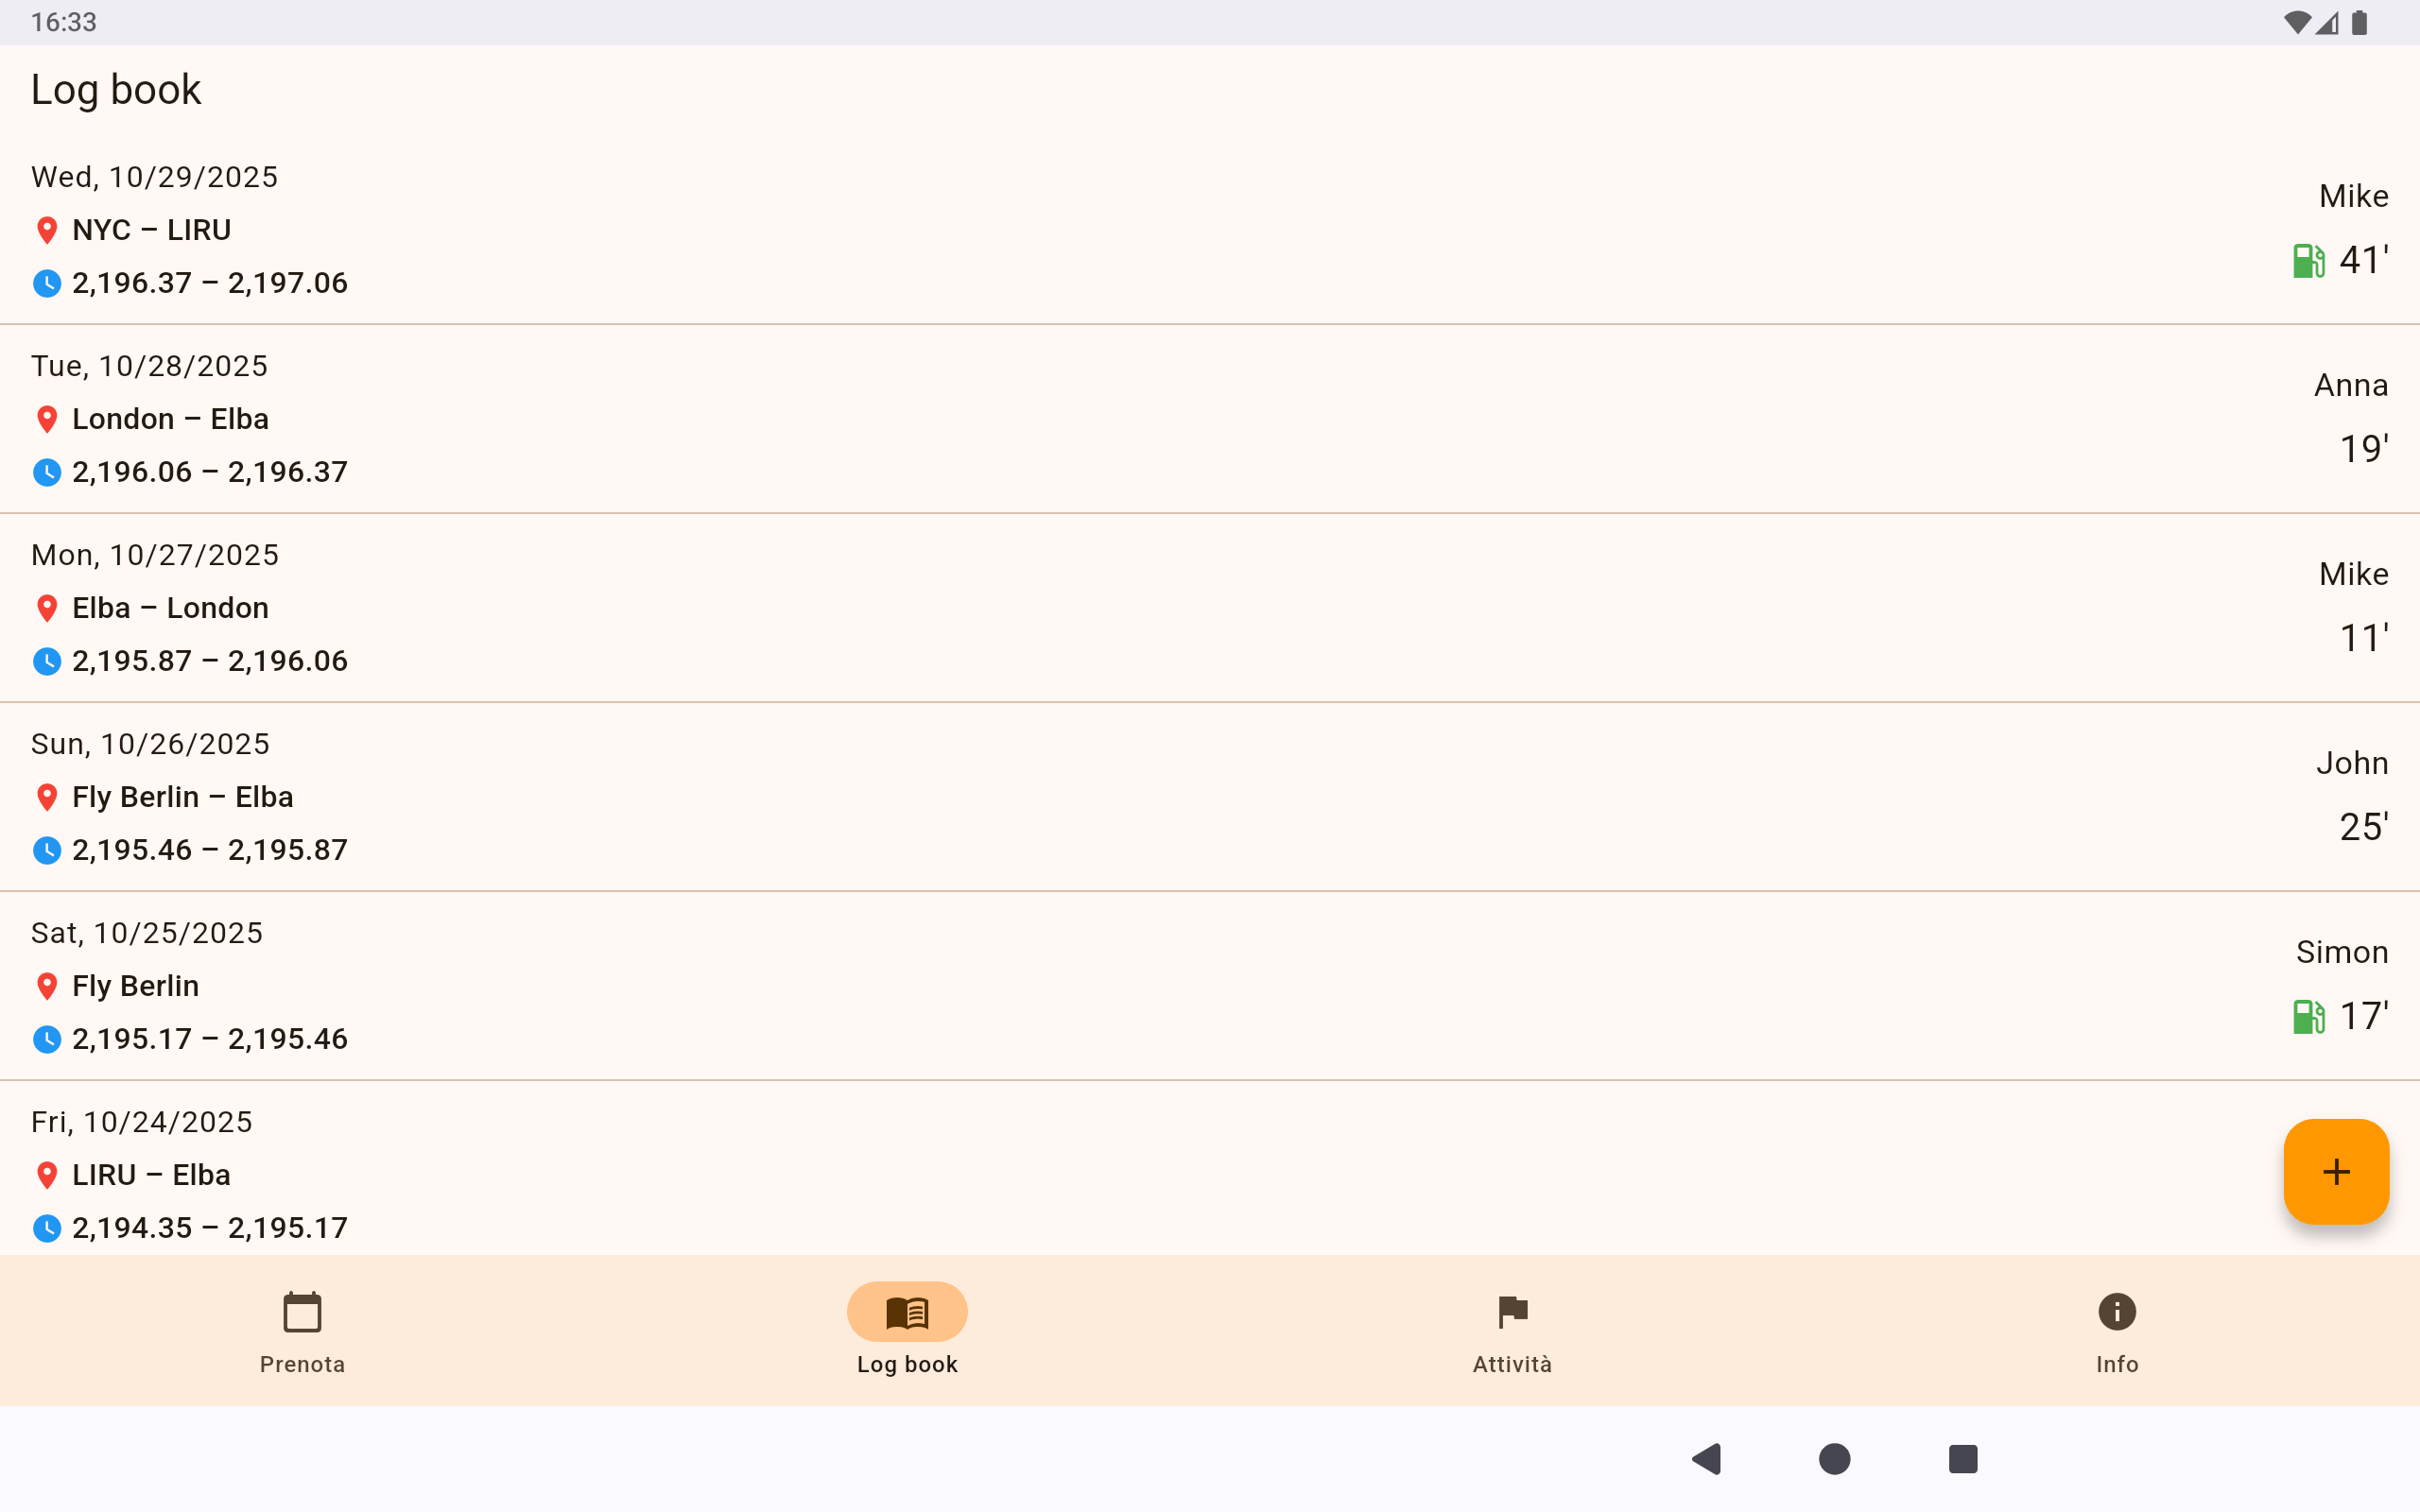 16:33
Log book
Wed, 10/29/2025
NYC – LIRU
2,196.37 – 2,197.06
Mike
41'
Tue, 10/28/2025
London – Elba
2,196.06 – 2,196.37
Anna
19'
Mon, 10/27/2025
Elba – London
2,195.87 – 2,196.06
Mike
11'
Sun, 10/26/2025
Fly Berlin – Elba
2,195.46 – 2,195.87
John
25'
Sat, 10/25/2025
Fly Berlin
2,195.17 – 2,195.46
Simon
17'
Fri, 10/24/2025
LIRU – Elba
2,194.35 – 2,195.17
Prenota
Log book
Attività
Info